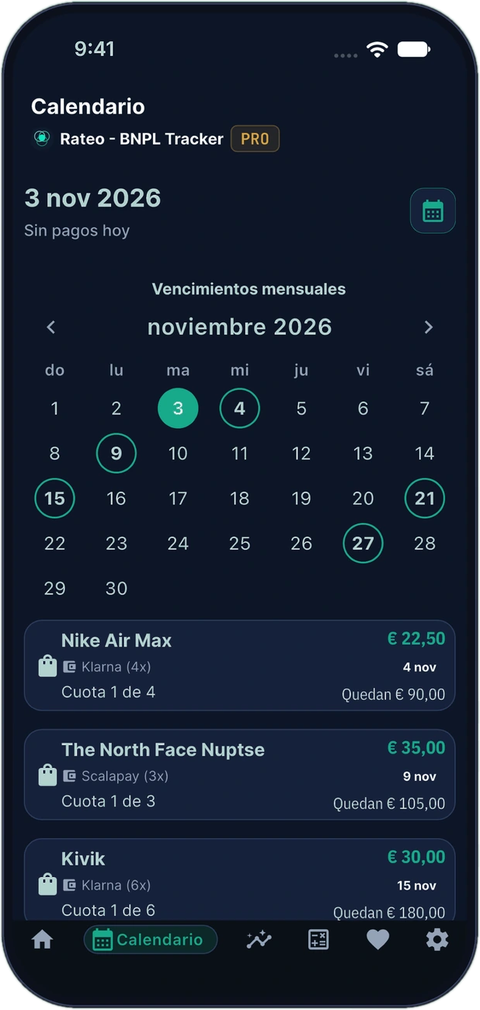 9:41
Calendario
Rateo - BNPL Tracker PRO
3 nov 2026
Sin pagos hoy
Vencimientos mensuales
noviembre 2026
do lu ma mi ju vi sá
1 2 3 4 5 6 7
8 9 10 11 12 13 14
15 16 17 18 19 20 21
22 23 24 25 26 27 28
29 30
Nike Air Max € 22,50
Klarna (4x) 4 nov
Cuota 1 de 4 Quedan € 90,00
The North Face Nuptse € 35,00
Scalapay (3x) 9 nov
Cuota 1 de 3 Quedan € 105,00
Kivik € 30,00
Klarna (6x) 15 nov
Cuota 1 de 6 Quedan € 180,00
Calendario